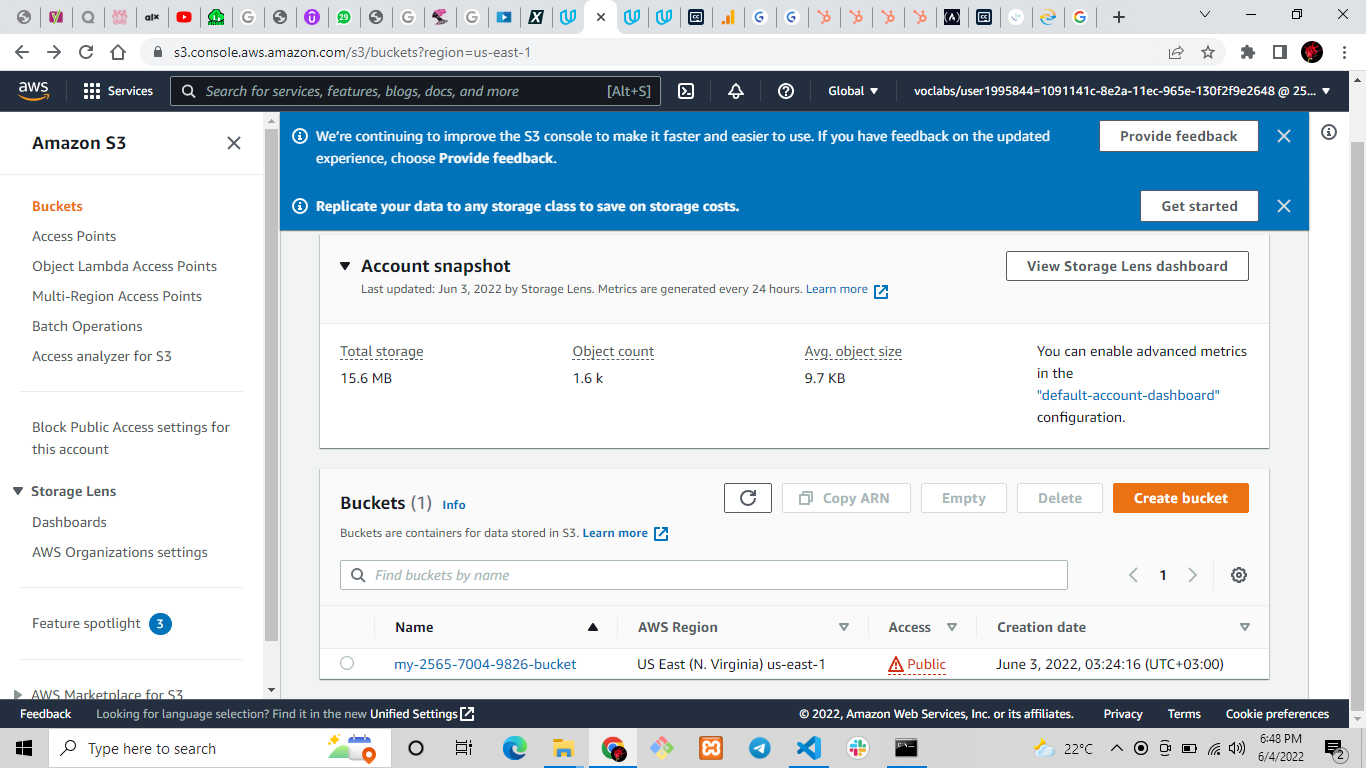 s3.console.aws.amazon.com/s3/buckets?region=us-east-1
aws
Services
Search for services, features, blogs, docs, and more
[Alt+S]
Global
voclabs/user1995844=1091141c-8e2a-11ec-965e-130f2f9e2648 @ 25...
Amazon S3
Buckets
Access Points
Object Lambda Access Points
Multi-Region Access Points
Batch Operations
Access analyzer for S3
Block Public Access settings for
this account
Storage Lens
Dashboards
AWS Organizations settings
Feature spotlight 3
AWS Marketplace for S3
We're continuing to improve the S3 console to make it faster and easier to use. If you have feedback on the updated
experience, choose Provide feedback.
Provide feedback
Replicate your data to any storage class to save on storage costs.
Get started
Account snapshot
Last updated: Jun 3, 2022 by Storage Lens. Metrics are generated every 24 hours. Learn more
View Storage Lens dashboard
Total storage
15.6 MB
Object count
1.6 k
Avg. object size
9.7 KB
You can enable advanced metrics
in the
"default-account-dashboard"
configuration.
Buckets (1) Info
Copy ARN
Empty
Delete
Create bucket
Buckets are containers for data stored in S3. Learn more
Find buckets by name
1
Name
AWS Region
Access
Creation date
my-2565-7004-9826-bucket
US East (N. Virginia) us-east-1
Public
June 3, 2022, 03:24:16 (UTC+03:00)
Feedback
Looking for language selection? Find it in the new Unified Settings
© 2022, Amazon Web Services, Inc. or its affiliates.
Privacy
Terms
Cookie preferences
Type here to search
22°C
6:48 PM
6/4/2022
2